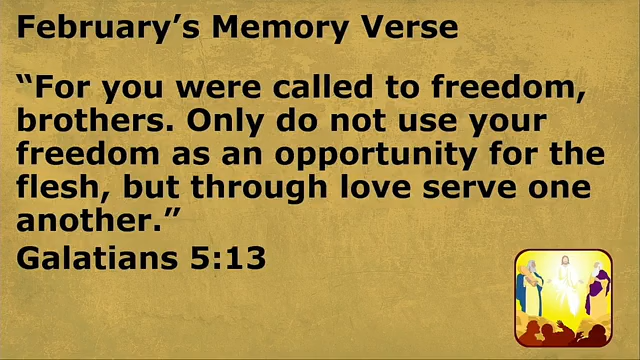 February’s Memory Verse
“For you were called to freedom,
brothers. Only do not use your
freedom as an opportunity for the
flesh, but through love serve one
another.”
Galatians 5:13